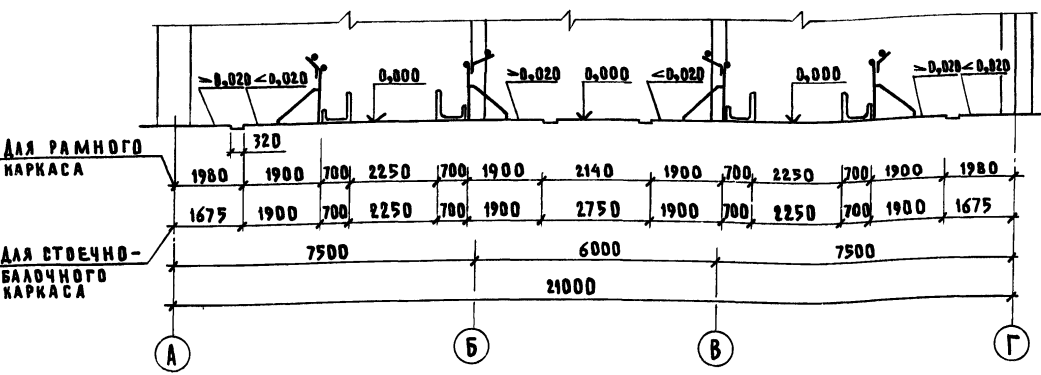 ≥0,020 ≤0,020 0,000 ≥0,020 0,000 ≤0,020 0,000 ≥0,020 ≤0,020
320
ДЛЯ РАМНОГО
КАРКАСА
1980 1900 700 2250 700 1900 2140 1900 700 2250 700 1900 1980
1675 1900 700 2250 700 1900 2750 1900 700 2250 700 1900 1675
ДЛЯ СТОЕЧНО-
БАЛОЧНОГО
КАРКАСА
7500 6000 7500
21000
А Б В Г